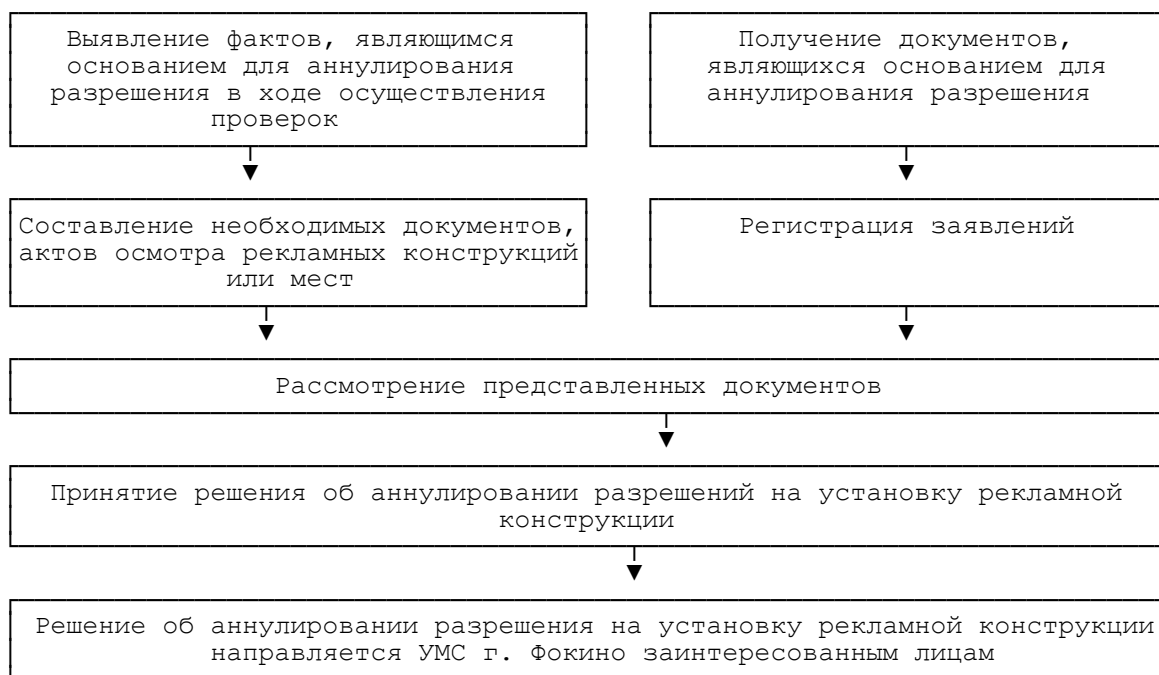 Выявление фактов, являющимся
основанием для аннулирования
разрешения в ходе осуществления
проверок
Получение документов,
являющихся основанием для
аннулирования разрешения
Составление необходимых документов,
актов осмотра рекламных конструкций
или мест
Регистрация заявлений
Рассмотрение представленных документов
Принятие решения об аннулировании разрешений на установку рекламной
конструкции
Решение об аннулировании разрешения на установку рекламной конструкции
направляется УМС г. Фокино заинтересованным лицам